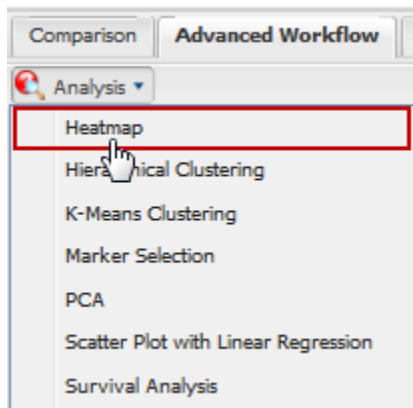 Comparison Advanced Workflow
Analysis
Heatmap
Hierarchical Clustering
K-Means Clustering
Marker Selection
PCA
Scatter Plot with Linear Regression
Survival Analysis